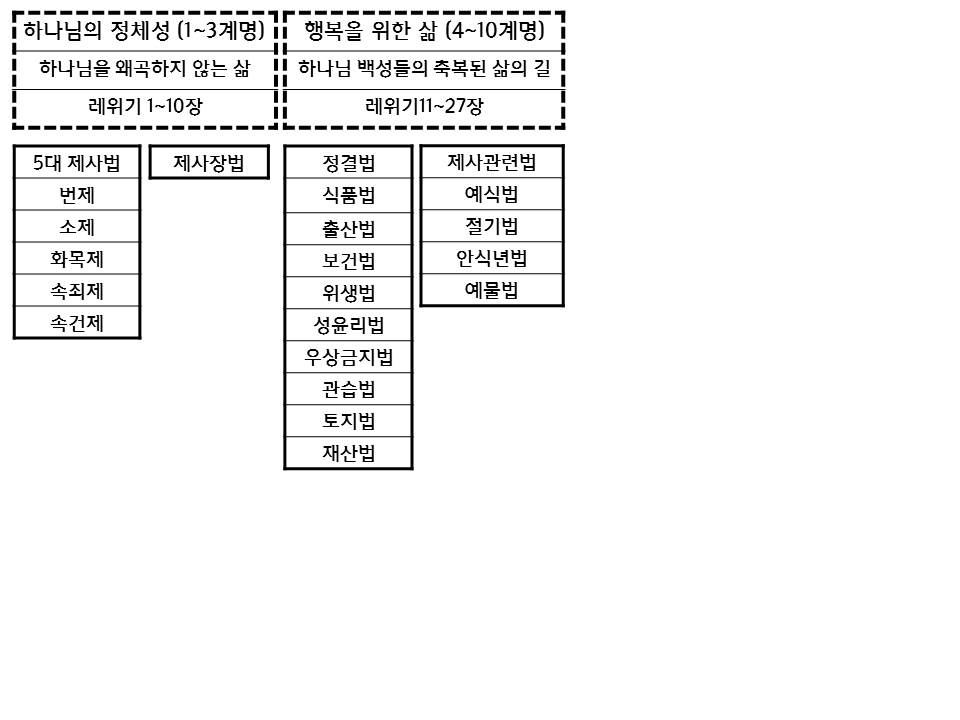 하나님의 정체성 (1~3계명)
하나님을 왜곡하지 않는 삶
레위기 1~10장
행복을 위한 삶 (4~10계명)
하나님 백성들의 축복된 삶의 길
레위기11~27장
5대 제사법
번제
소제
화목제
속죄제
속건제
제사장법
정결법
식품법
출산법
보건법
위생법
성윤리법
우상금지법
관습법
토지법
재산법
제사관련법
예식법
절기법
안식년법
예물법